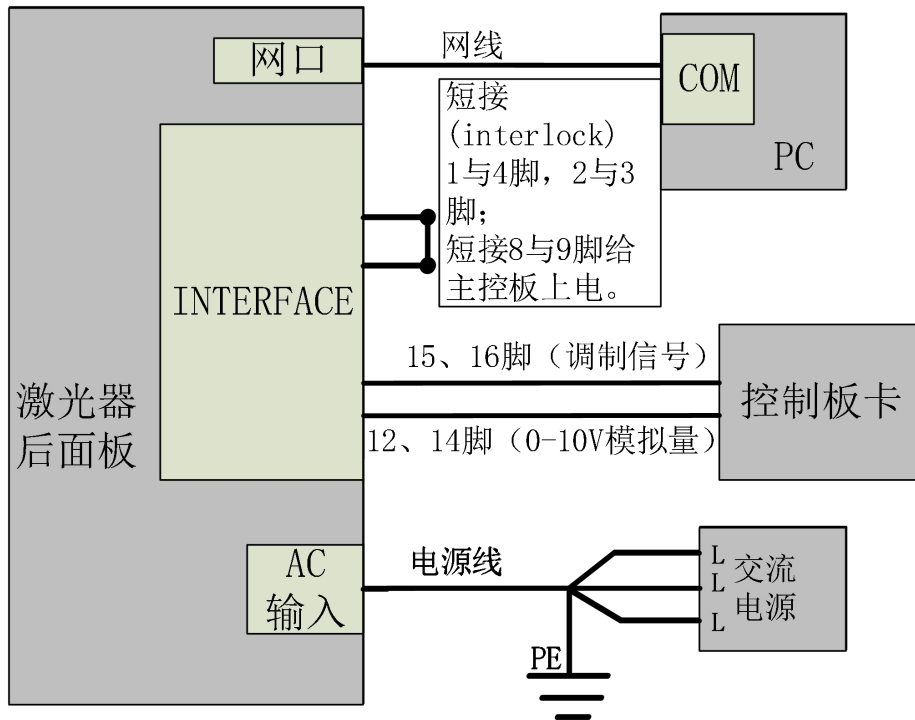 网口
网线
COM
PC
短接
(interlock)
1与4脚，2与3
脚；
短接8与9脚给
主控板上电。
INTERFACE
15、16脚（调制信号）
12、14脚（0-10V模拟量）
控制板卡
激光器
后面板
AC
输入
电源线
L
L
L
交流
电源
PE